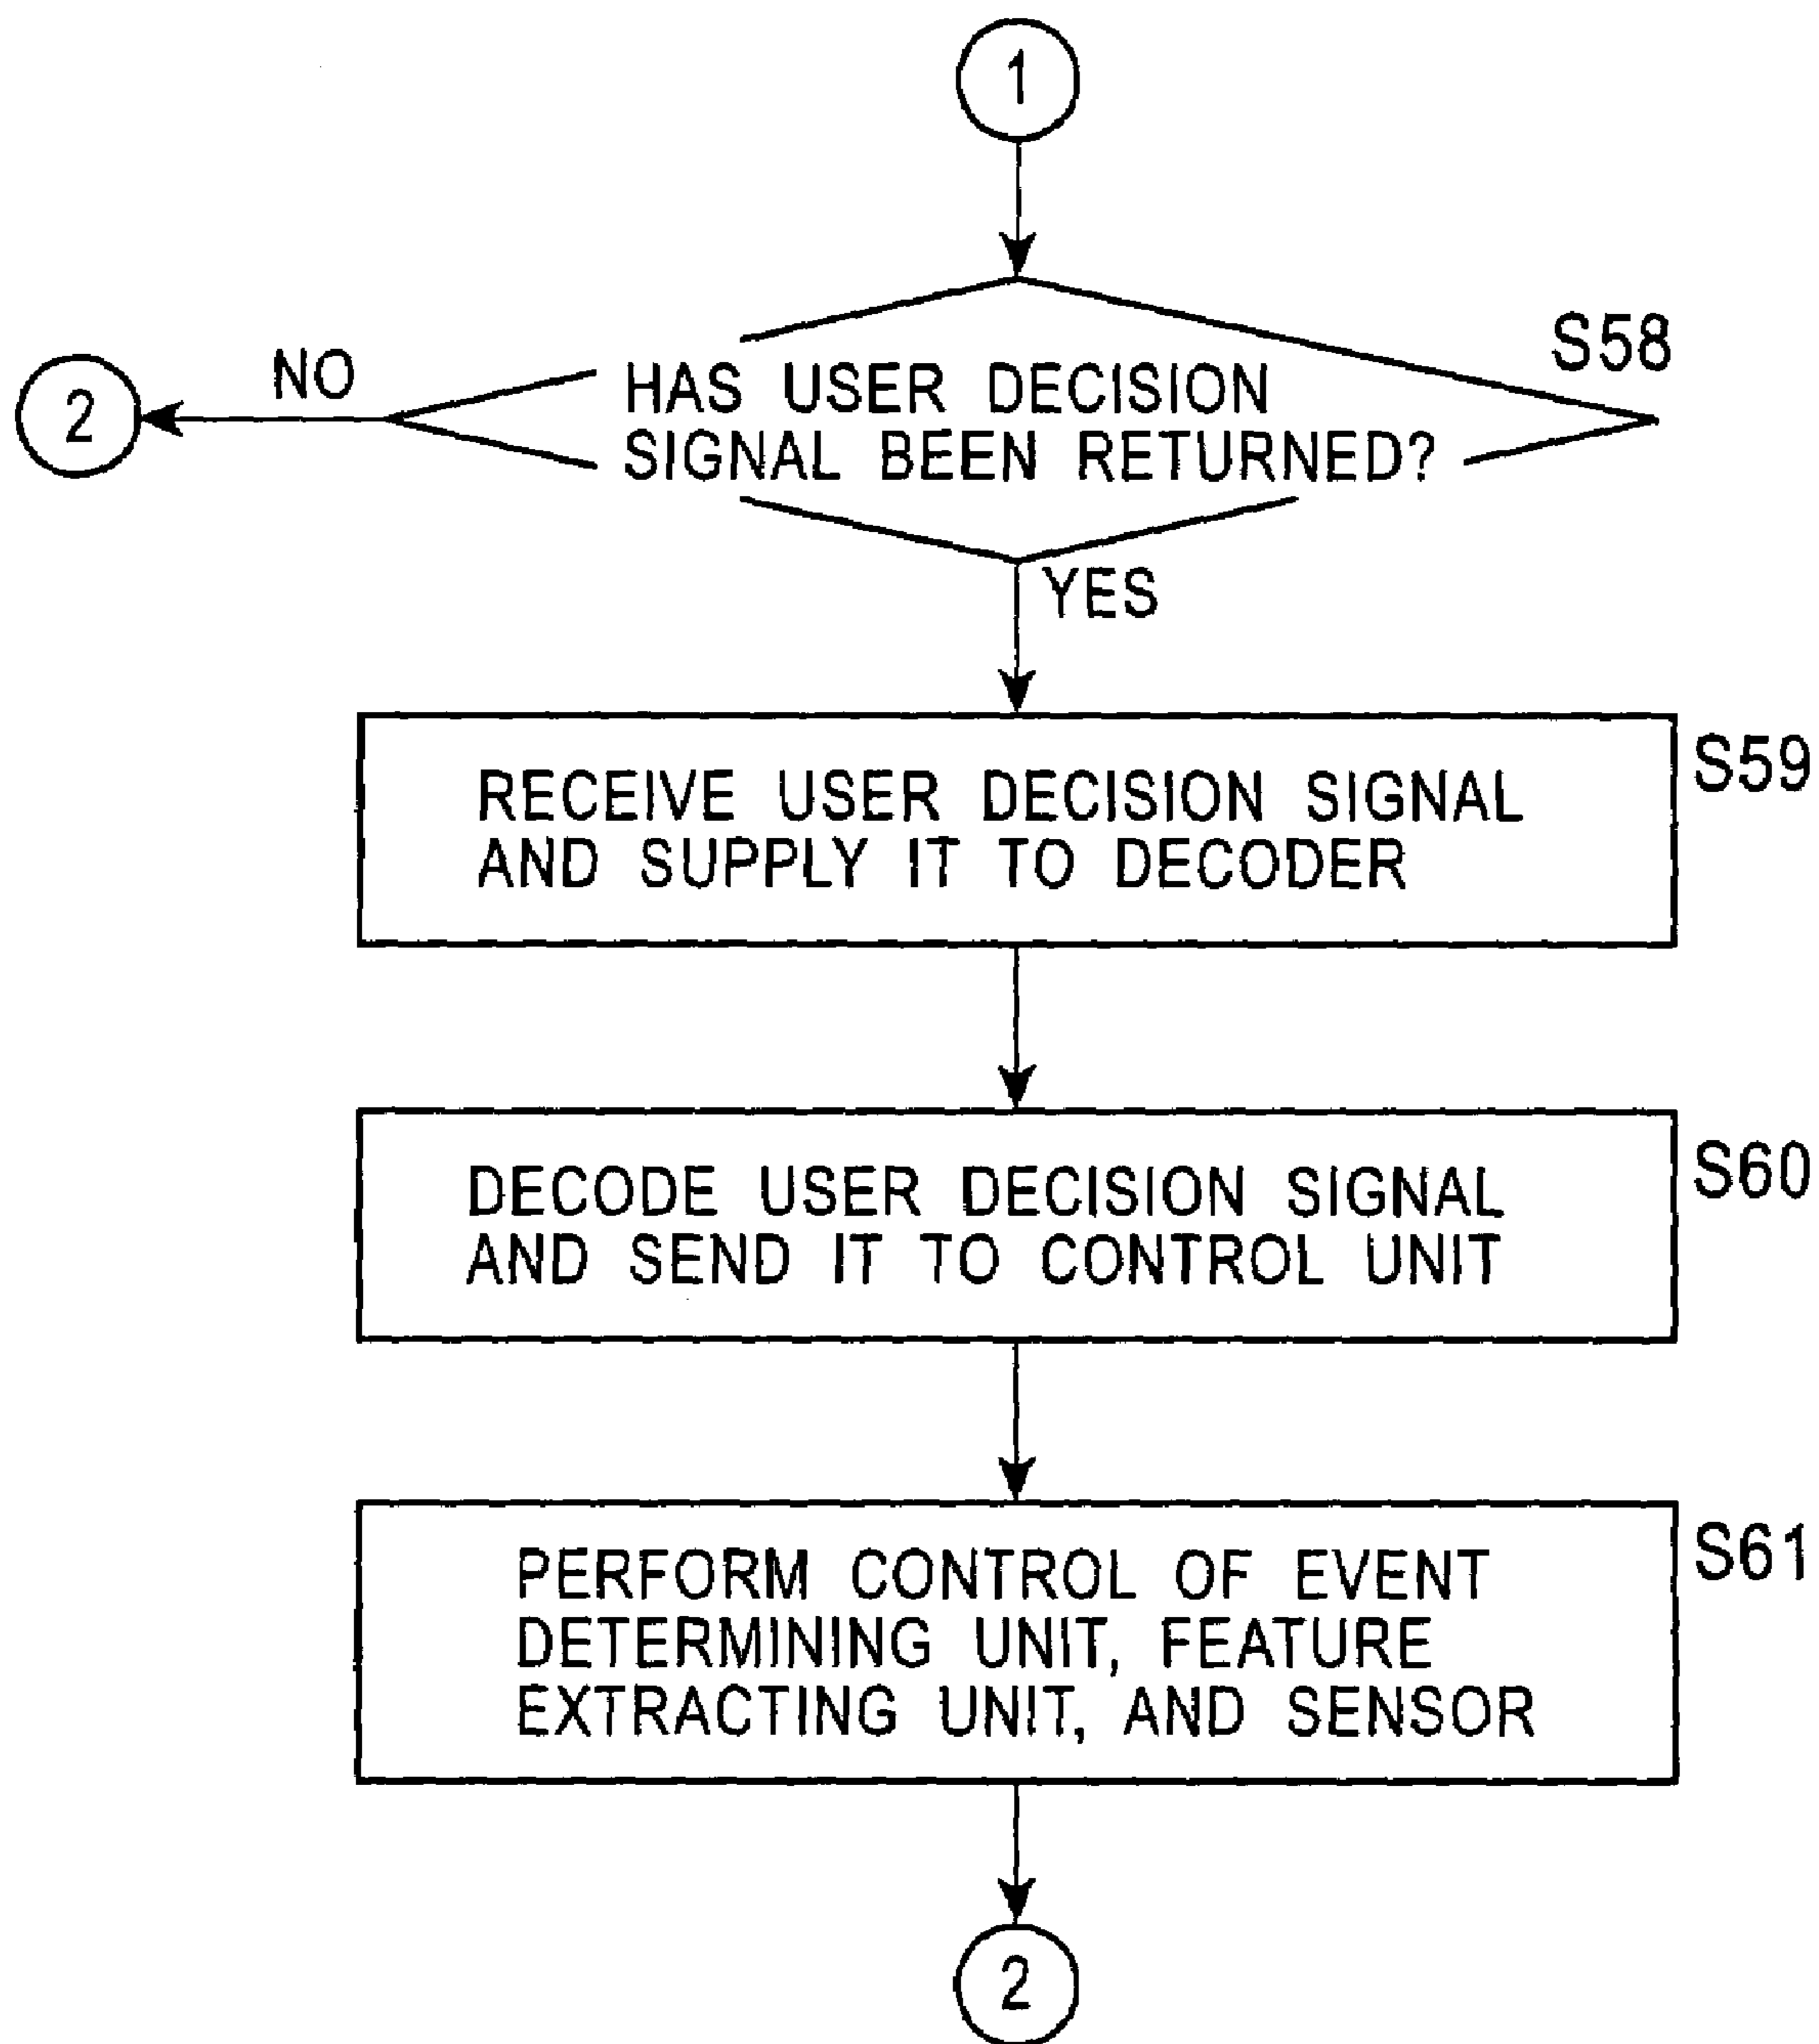 1
S58
NO
2
HAS USER DECISION
SIGNAL BEEN RETURNED?
YES
S59
RECEIVE USER DECISION SIGNAL
AND SUPPLY IT TO DECODER
S60
DECODE USER DECISION SIGNAL
AND SEND IT TO CONTROL UNIT
S61
PERFORM CONTROL OF EVENT
DETERMINING UNIT, FEATURE
EXTRACTING UNIT, AND SENSOR
2